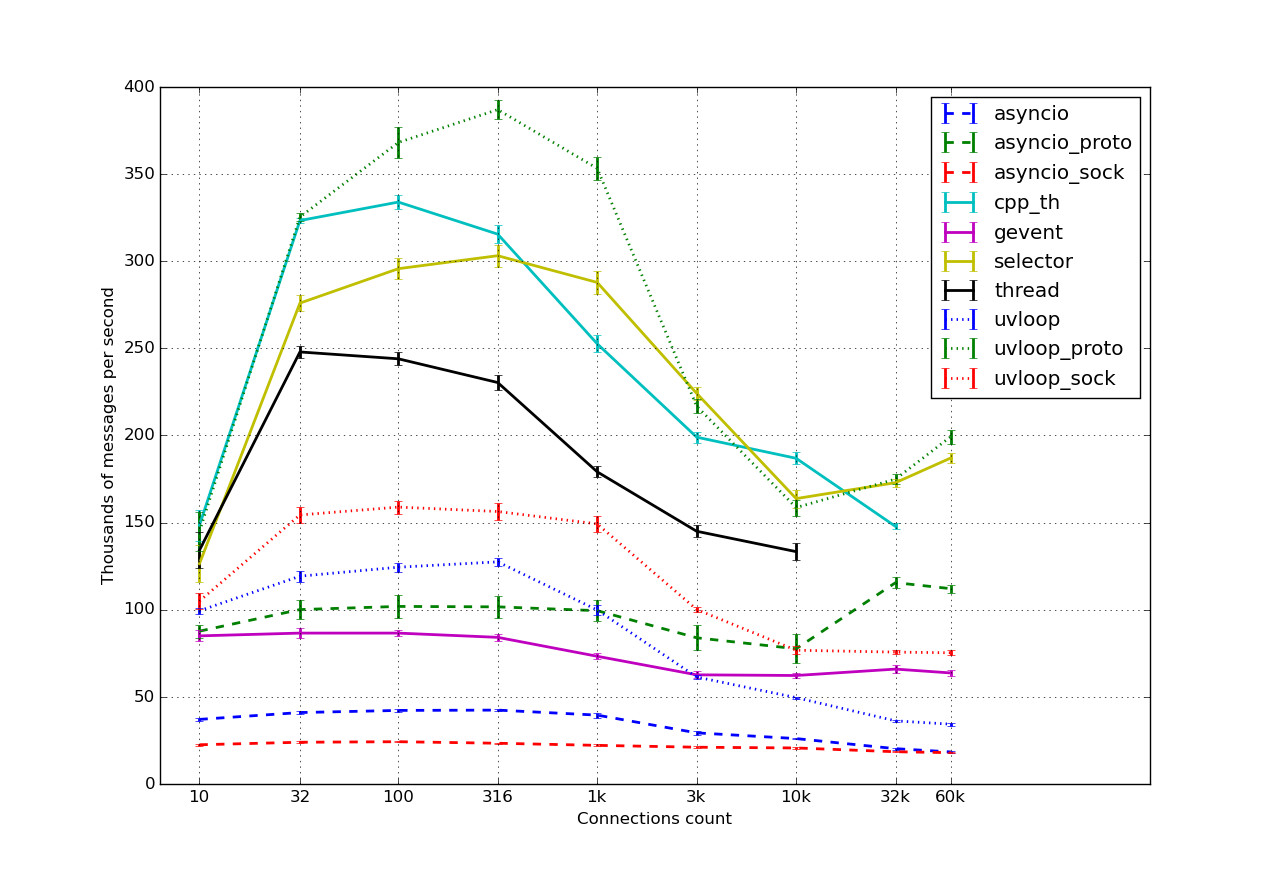 400
350
300
250
200
150
100
50
0
Thousands of messages per second
10 32 100 316 1k 3k 10k 32k 60k
Connections count
asyncio
asyncio_proto
asyncio_sock
cpp_th
gevent
selector
thread
uvloop
uvloop_proto
uvloop_sock